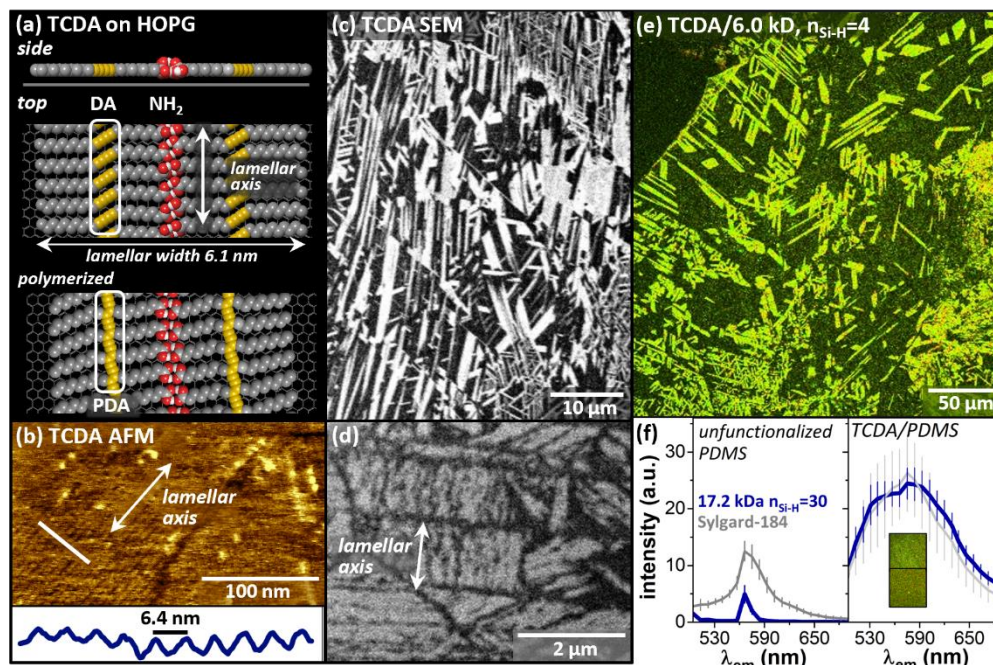 (a) TCDA on HOPG
side
top
DA
NH2
lamellar
axis
lamellar width 6.1 nm
polymerized
PDA
(b) TCDA AFM
lamellar
axis
100 nm
6.4 nm
(c) TCDA SEM
10 μm
(d)
lamellar
axis
2 μm
(e) TCDA/6.0 kD, nSi-H=4
50 μm
(f)
unfunctionalized
PDMS
17.2 kDa nSi-H=30
Sylgard-184
TCDA/PDMS
intensity (a.u.)
30
20
10
0
530 590 650
530 590 650
λem (nm)
λem (nm)